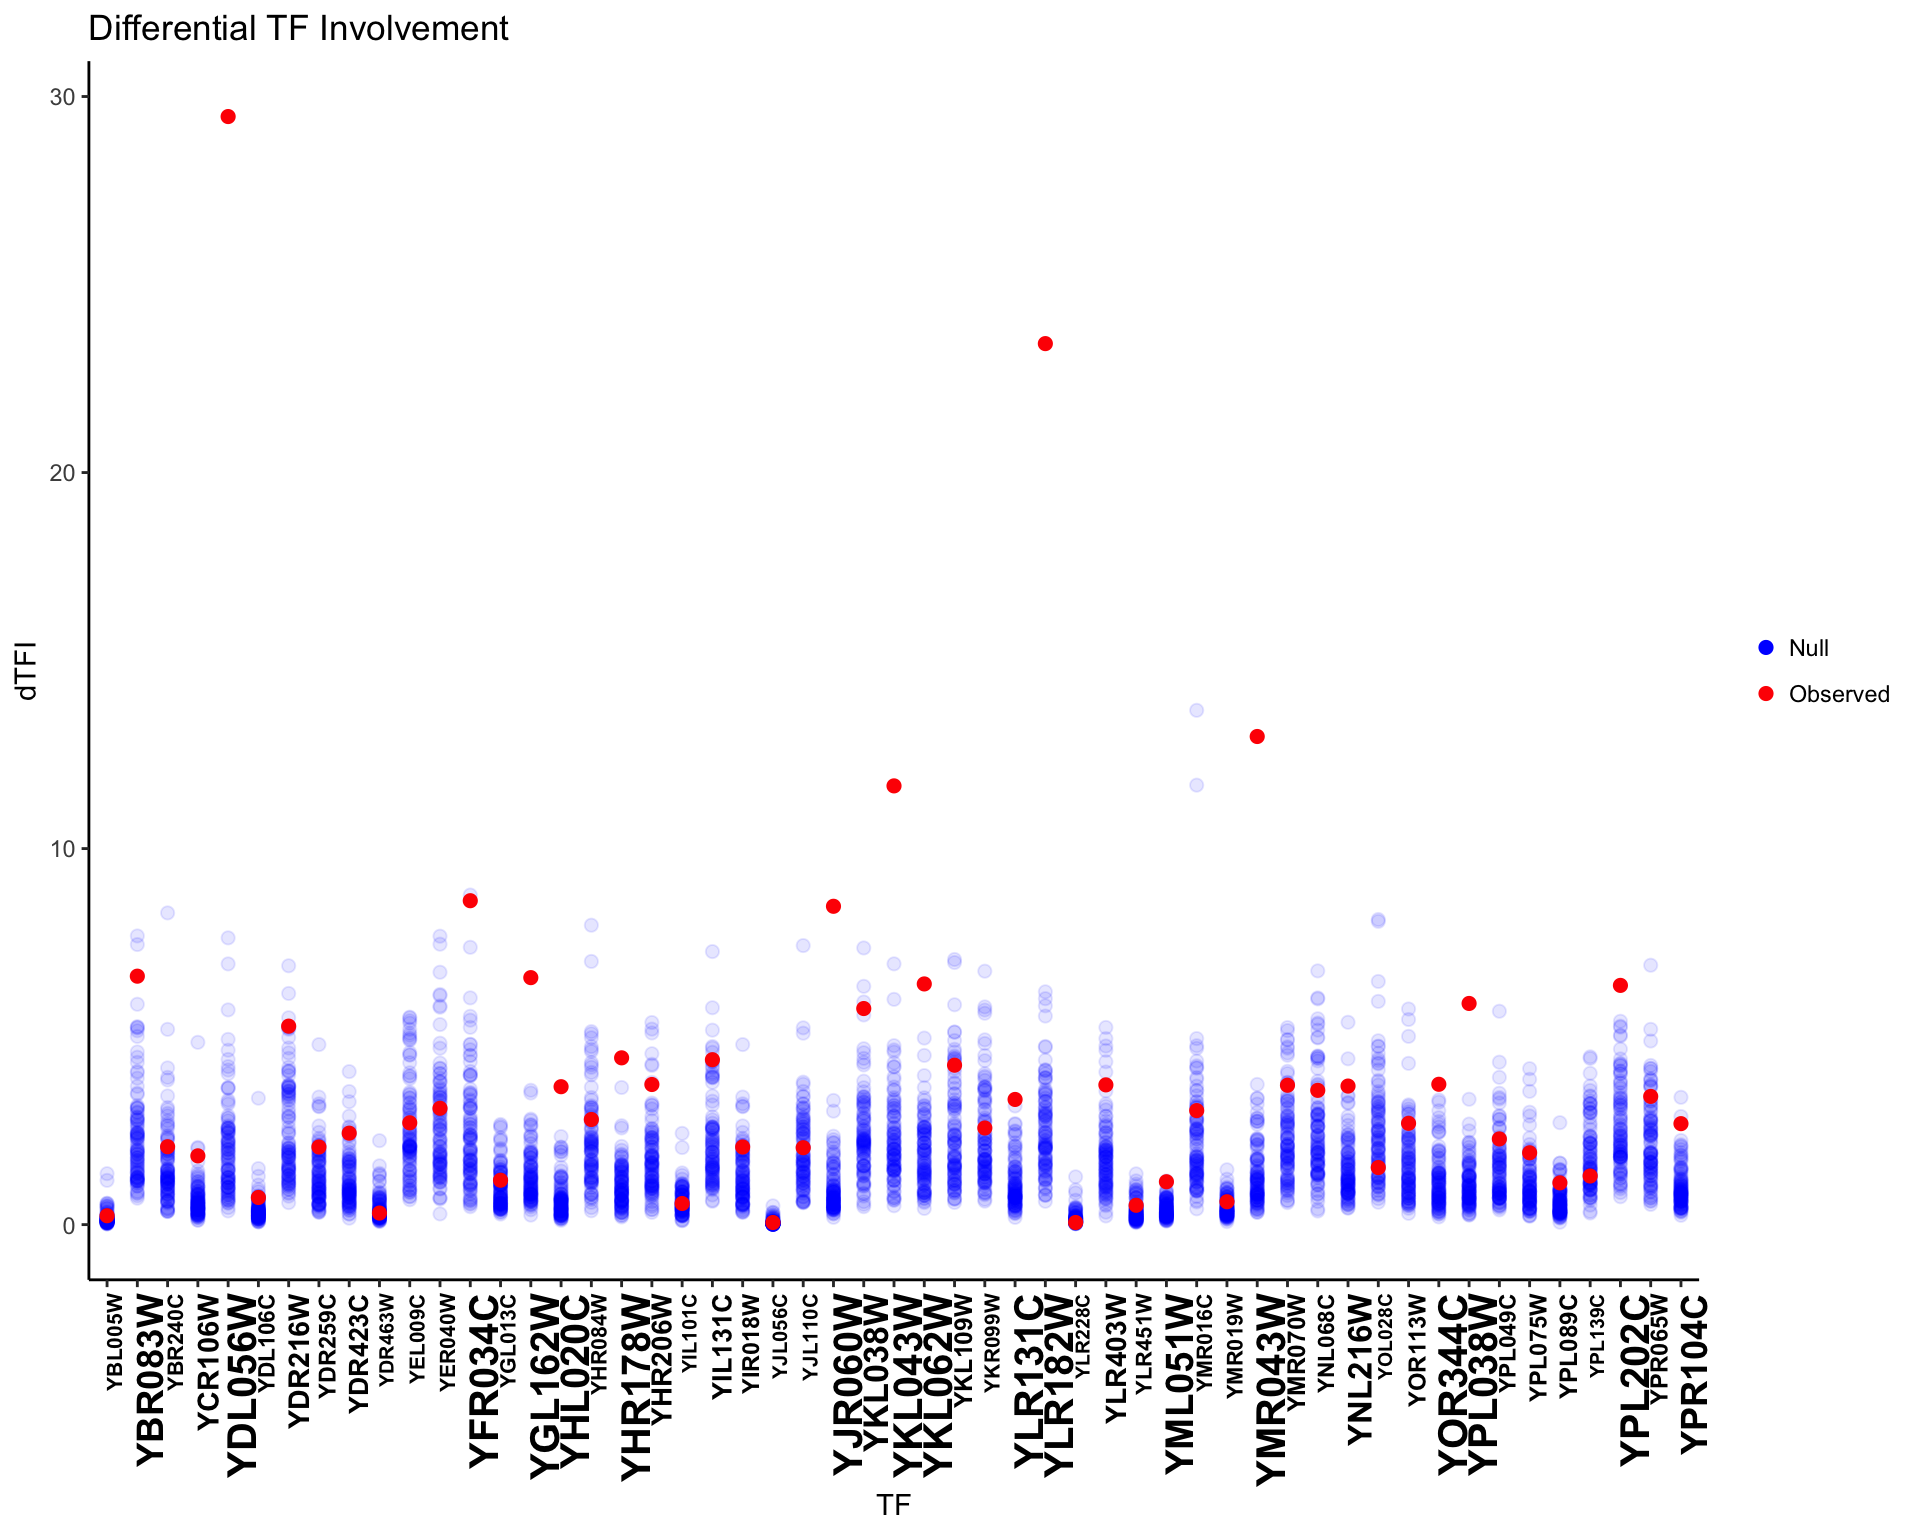 Differential TF Involvement
30
20
10
0
dTFI
Null
Observed
YBL005W
YBR083W
YBR240C
YCR106W
YDL056W
YDL106C
YDR216W
YDR259C
YDR423C
YDR463W
YEL009C
YER040W
YFR034C
YGL013C
YGL162W
YHL020C
YHR084W
YHR178W
YHR206W
YIL101C
YIL131C
YIR018W
YJL056C
YJL110C
YJR060W
YKL038W
YKL043W
YKL062W
YKL109W
YKR099W
YLR131C
YLR182W
YLR228C
YLR403W
YLR451W
YML051W
YMR016C
YMR019W
YMR043W
YMR070W
YNL068C
YNL216W
YOL028C
YOR113W
YOR344C
YPL038W
YPL049C
YPL075W
YPL089C
YPL139C
YPL202C
YPR065W
YPR104C
TF